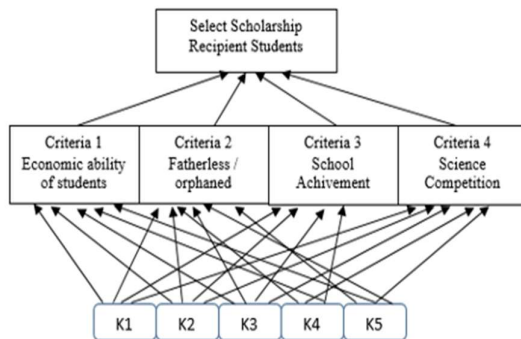 Select Scholarship
Recipient Students
Criteria 1
Economic ability
of students
Criteria 2
Fatherless /
orphaned
Criteria 3
School
Achivement
Criteria 4
Science
Competition
K1
K2
K3
K4
K5